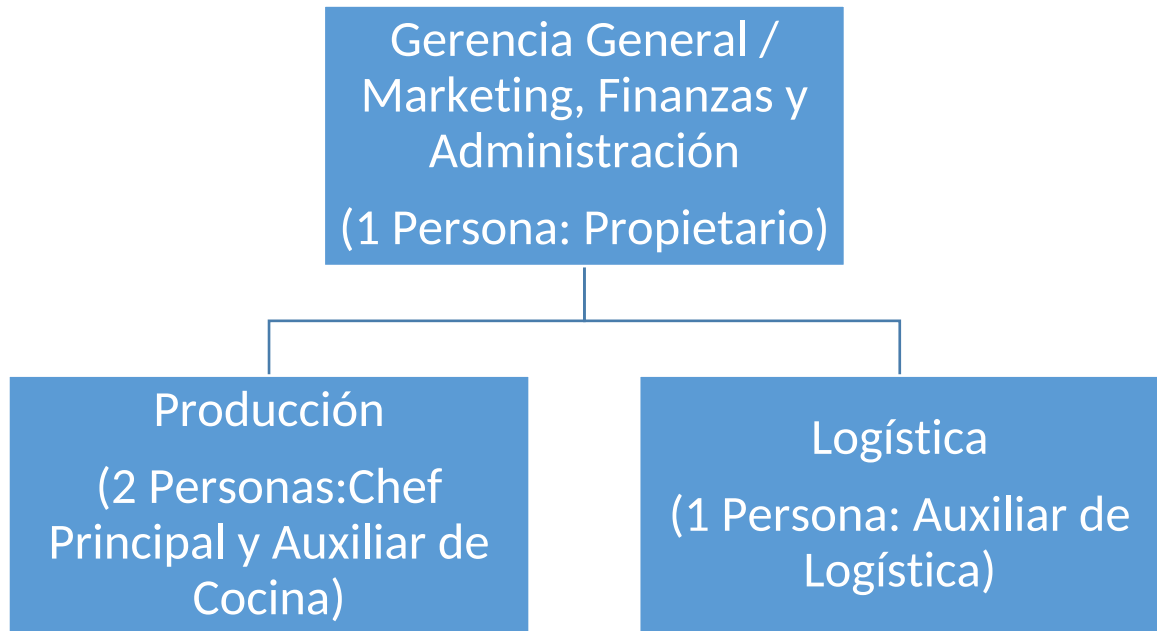 Gerencia General /
Marketing, Finanzas y
Administración
(1 Persona: Propietario)
Producción
(2 Personas:Chef
Principal y Auxiliar de
Cocina)
Logística
(1 Persona: Auxiliar de
Logística)